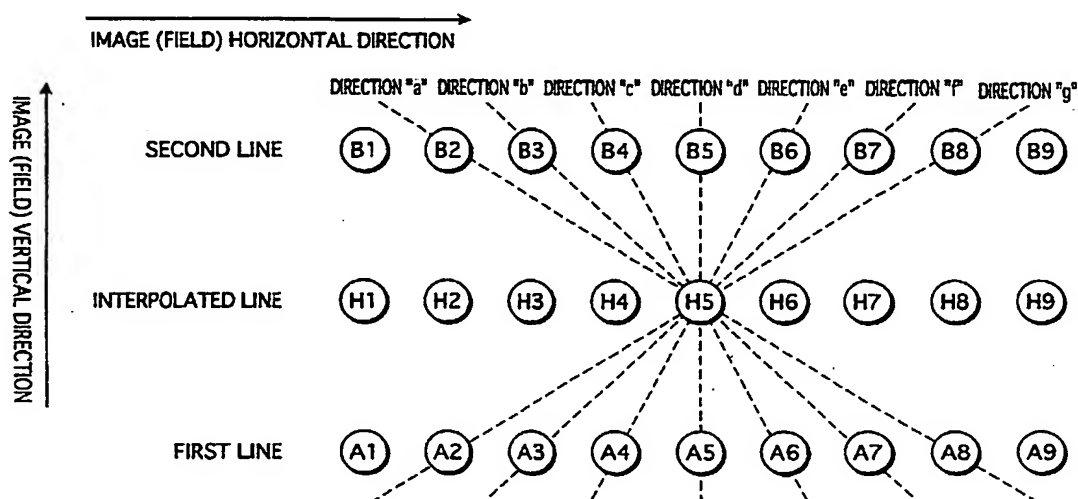 IMAGE (FIELD) HORIZONTAL DIRECTION
IMAGE (FIELD) VERTICAL DIRECTION
DIRECTION "a" DIRECTION "b" DIRECTION "c" DIRECTION "d" DIRECTION "e" DIRECTION "f" DIRECTION "g"
SECOND LINE B1 B2 B3 B4 B5 B6 B7 B8 B9
INTERPOLATED LINE H1 H2 H3 H4 H5 H6 H7 H8 H9
FIRST LINE A1 A2 A3 A4 A5 A6 A7 A8 A9